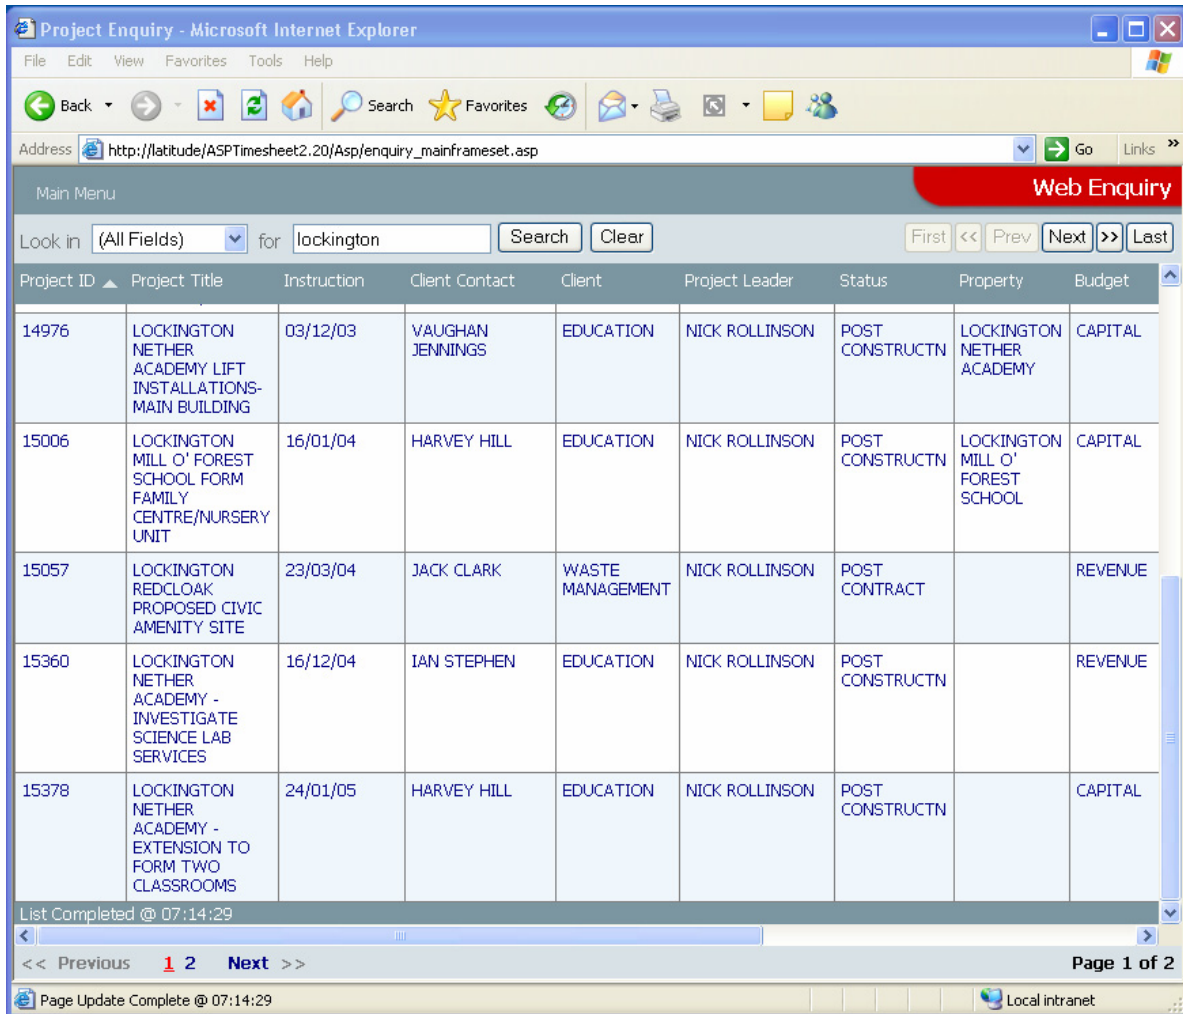 Project Enquiry - Microsoft Internet Explorer
File Edit View Favorites Tools Help
Back Search Favorites
Address http://latitude/ASPTimesheet2.20/Asp/enquiry_mainframeset.asp Go Links »
Main Menu Web Enquiry
Look in (All Fields) for lockington Search Clear First << Prev Next >> Last
Project ID Project Title Instruction Client Contact Client Project Leader Status Property Budget
14976 LOCKINGTON 03/12/03 VAUGHAN EDUCATION NICK ROLLINSON POST LOCKINGTON CAPITAL
NETHER JENNINGS CONSTRUCTN NETHER
ACADEMY LIFT ACADEMY
INSTALLATIONS-
MAIN BUILDING
15006 LOCKINGTON 16/01/04 HARVEY HILL EDUCATION NICK ROLLINSON POST LOCKINGTON CAPITAL
MILL O' FOREST CONSTRUCTN MILL O'
SCHOOL FORM FOREST
FAMILY SCHOOL
CENTRE/NURSERY
UNIT
15057 LOCKINGTON 23/03/04 JACK CLARK WASTE NICK ROLLINSON POST REVENUE
REDCLOAK MANAGEMENT CONTRACT
PROPOSED CIVIC
AMENITY SITE
15360 LOCKINGTON 16/12/04 IAN STEPHEN EDUCATION NICK ROLLINSON POST REVENUE
NETHER CONSTRUCTN
ACADEMY -
INVESTIGATE
SCIENCE LAB
SERVICES
15378 LOCKINGTON 24/01/05 HARVEY HILL EDUCATION NICK ROLLINSON POST CAPITAL
NETHER CONSTRUCTN
ACADEMY -
EXTENSION TO
FORM TWO
CLASSROOMS
List Completed @ 07:14:29
<< Previous 1 2 Next >> Page 1 of 2
Page Update Complete @ 07:14:29 Local intranet